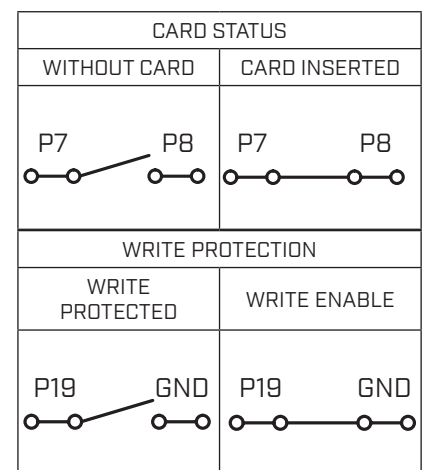 CARD STATUS
WITHOUT CARD CARD INSERTED
P7 P8 P7 P8
WRITE PROTECTION
WRITE
PROTECTED
WRITE ENABLE
P19 GND P19 GND